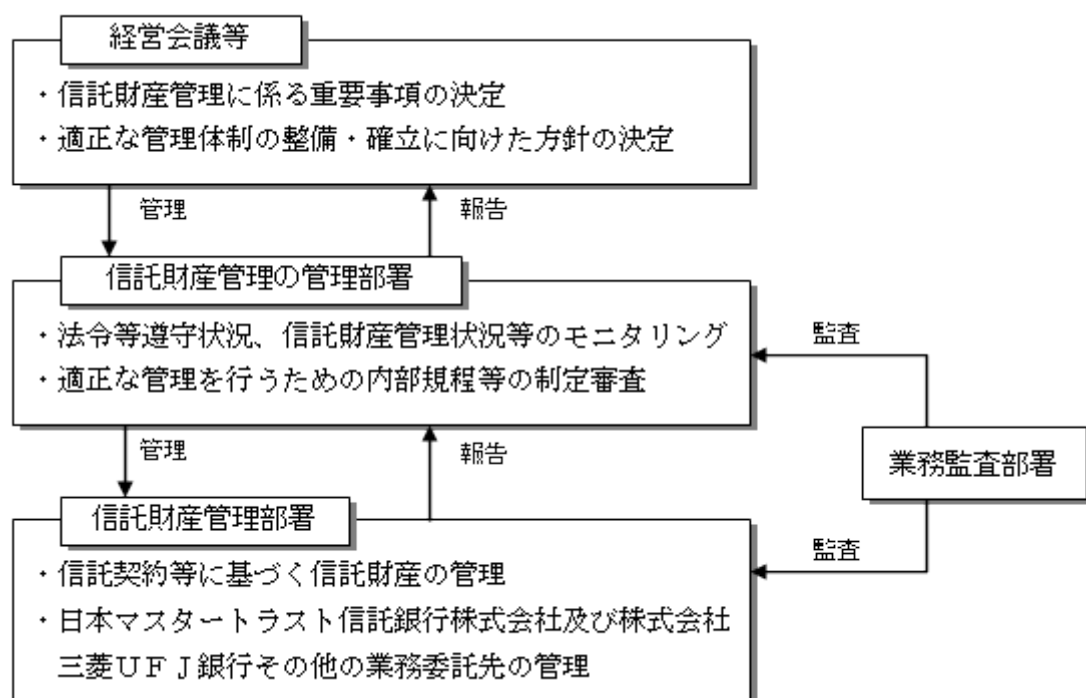 経営会議等
・信託財産管理に係る重要事項の決定
・適正な管理体制の整備・確立に向けた方針の決定
管理
報告
信託財産管理の管理部署
・法令等遵守状況、信託財産管理状況等のモニタリング
・適正な管理を行うための内部規程等の制定審査
監査
管理
報告
業務監査部署
信託財産管理部署
監査
・信託契約等に基づく信託財産の管理
・日本マスタートラスト信託銀行株式会社及び株式会社
三菱ＵＦＪ銀行その他の業務委託先の管理